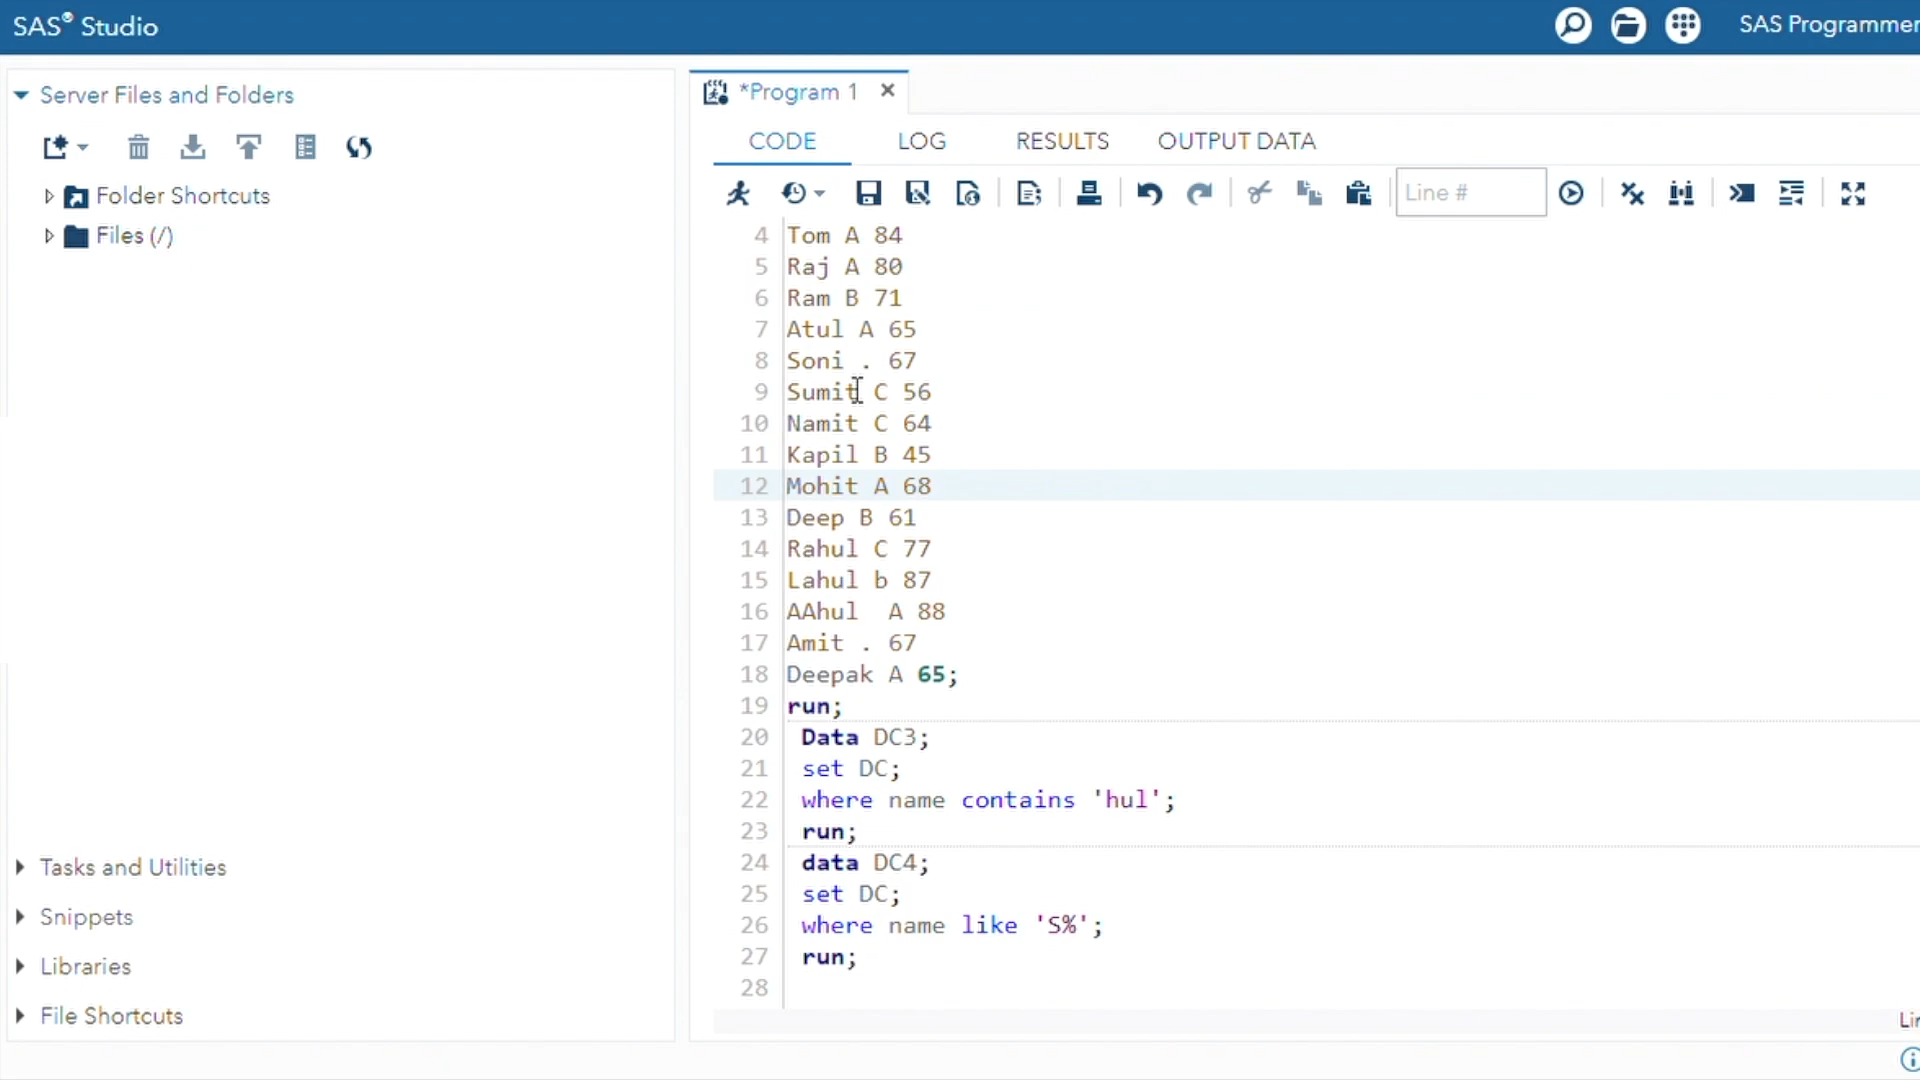 SAS® Studio
SAS Programmer
Server Files and Folders
Folder Shortcuts
Files (/)
Tasks and Utilities
Snippets
Libraries
File Shortcuts
*Program 1
CODE LOG RESULTS OUTPUT DATA
Line #
4 Tom A 84
5 Raj A 80
6 Ram B 71
7 Atul A 65
8 Soni . 67
9 Sumit C 56
10 Namit C 64
11 Kapil B 45
12 Mohit A 68
13 Deep B 61
14 Rahul C 77
15 Lahul b 87
16 AAhul  A 88
17 Amit . 67
18 Deepak A 65;
19 run;
20 Data DC3;
21 set DC;
22 where name contains 'hul';
23 run;
24 data DC4;
25 set DC;
26 where name like 'S%';
27 run;
28